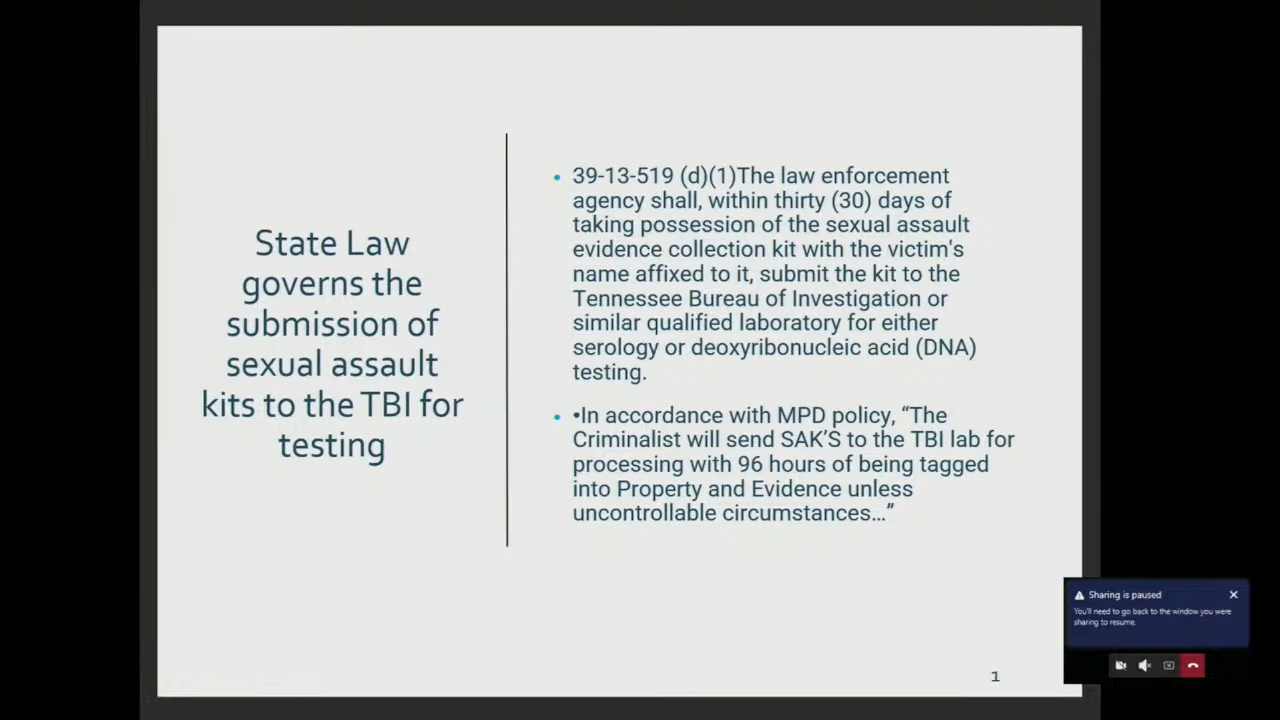 State Law
governs the
submission of
sexual assault
kits to the TBI for
testing
• 39-13-519 (d)(1)The law enforcement
agency shall, within thirty (30) days of
taking possession of the sexual assault
evidence collection kit with the victim's
name affixed to it, submit the kit to the
Tennessee Bureau of Investigation or
similar qualified laboratory for either
serology or deoxyribonucleic acid (DNA)
testing.
• •In accordance with MPD policy, “The
Criminalist will send SAK’S to the TBI lab for
processing with 96 hours of being tagged
into Property and Evidence unless
uncontrollable circumstances…”
1
Sharing is paused
You'll need to go back to the window you were
sharing to resume.